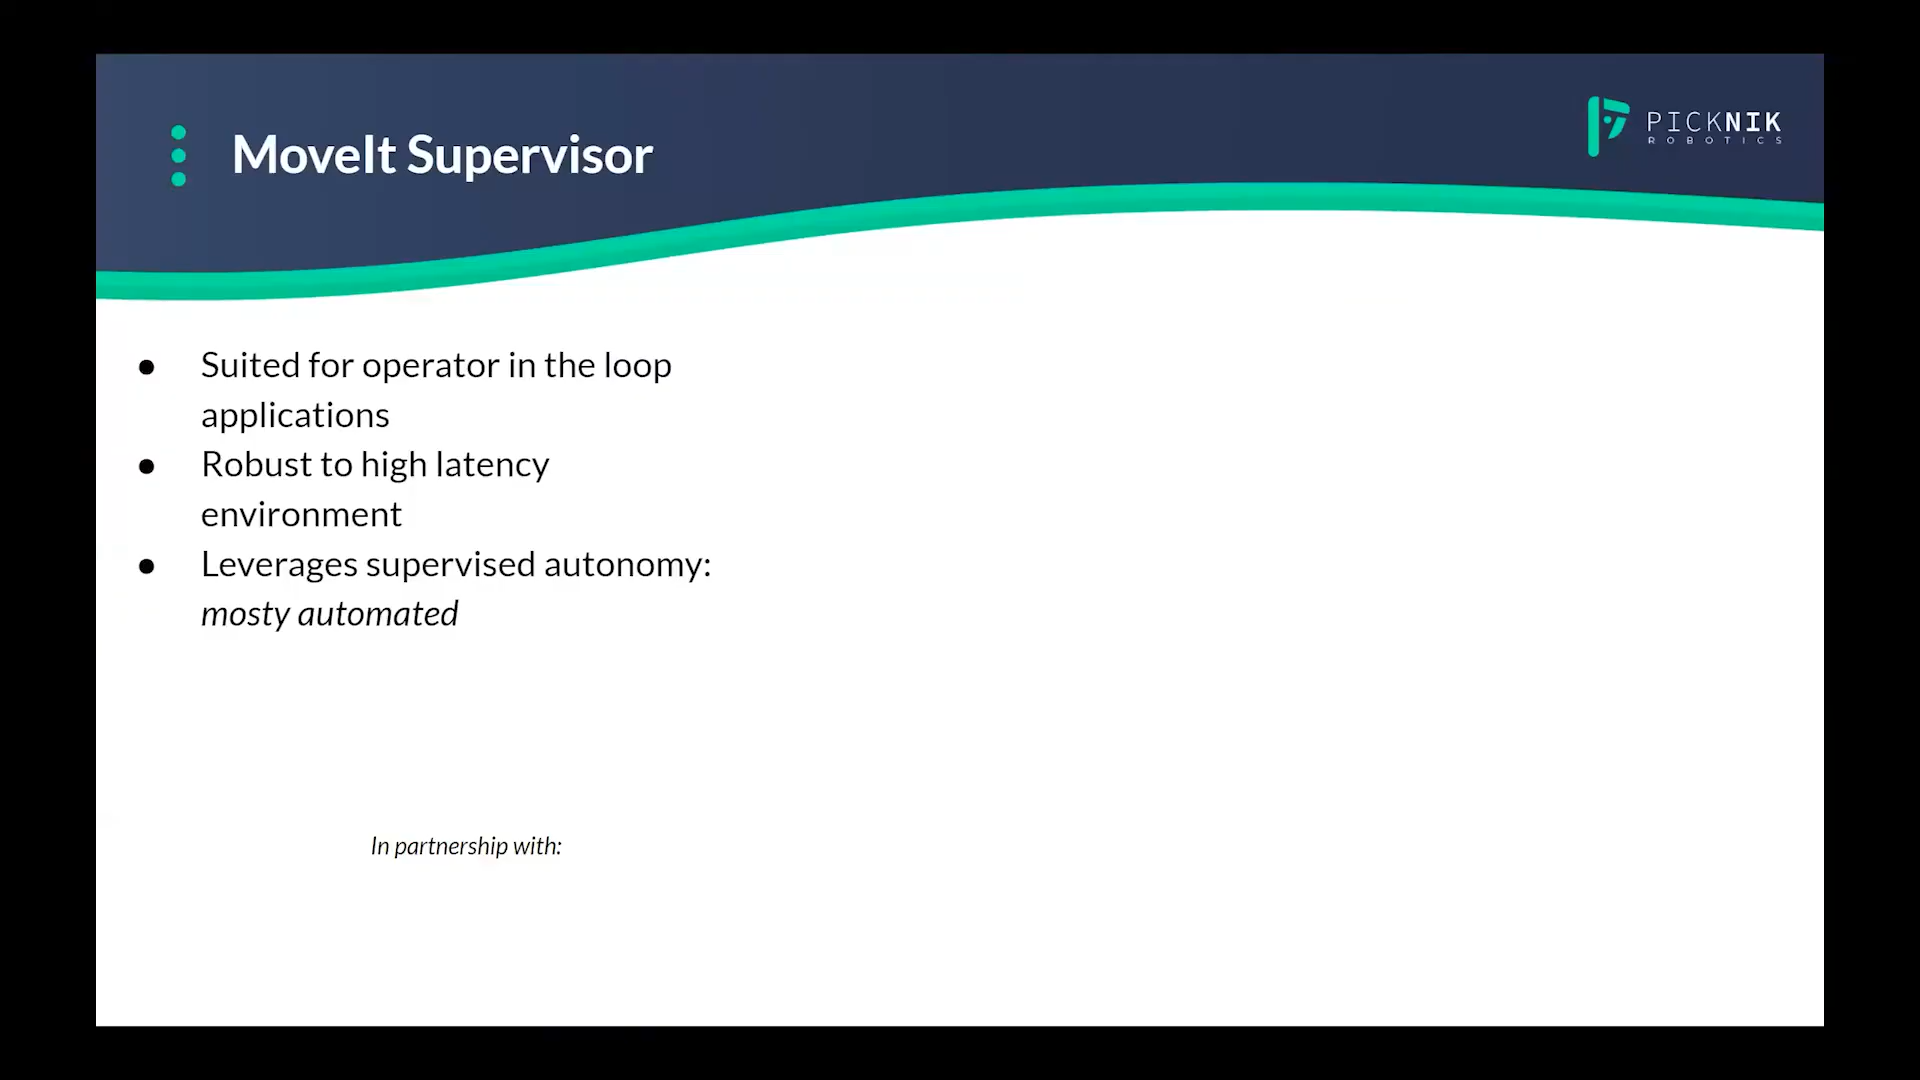 MoveIt Supervisor
PICKNIK
ROBOTICS
● Suited for operator in the loop
applications
● Robust to high latency
environment
● Leverages supervised autonomy:
mosty automated
In partnership with: